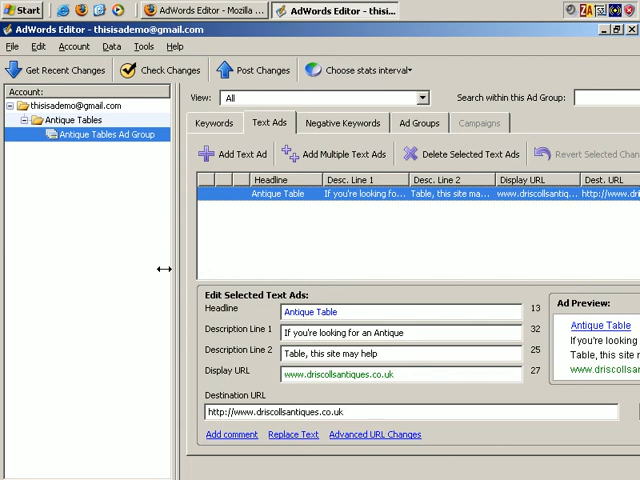 Start AdWords Editor - Mozilla ... AdWords Editor - thisi...
AdWords Editor - thisisademo@gmail.com
File Edit Account Data Tools Help
Get Recent Changes Check Changes Post Changes Choose stats interval
Account:
thisisademo@gmail.com
Antique Tables
Antique Tables Ad Group
View: All Search within this Ad Group:
Keywords Text Ads Negative Keywords Ad Groups Campaigns
Add Text Ad Add Multiple Text Ads Delete Selected Text Ads Revert Selected Chan
Headline Desc. Line 1 Desc. Line 2 Display URL Dest. URL
Antique Table If you're looking fo... Table, this site ma... www.driscollsantiq... http://www.dri
Edit Selected Text Ads:
Headline Antique Table 13
Description Line 1 If you're looking for an Antique 32
Description Line 2 Table, this site may help 25
Display URL www.driscollsantiques.co.uk 27
Destination URL
http://www.driscollsantiques.co.uk
Add comment Replace Text Advanced URL Changes
Ad Preview:
Antique Table
If you're looking
Table, this site
www.driscollsa